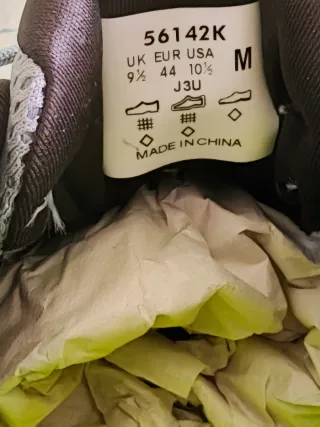 56142K
UK EUR USA M
9½ 44 10½
J3U
MADE IN CHINA